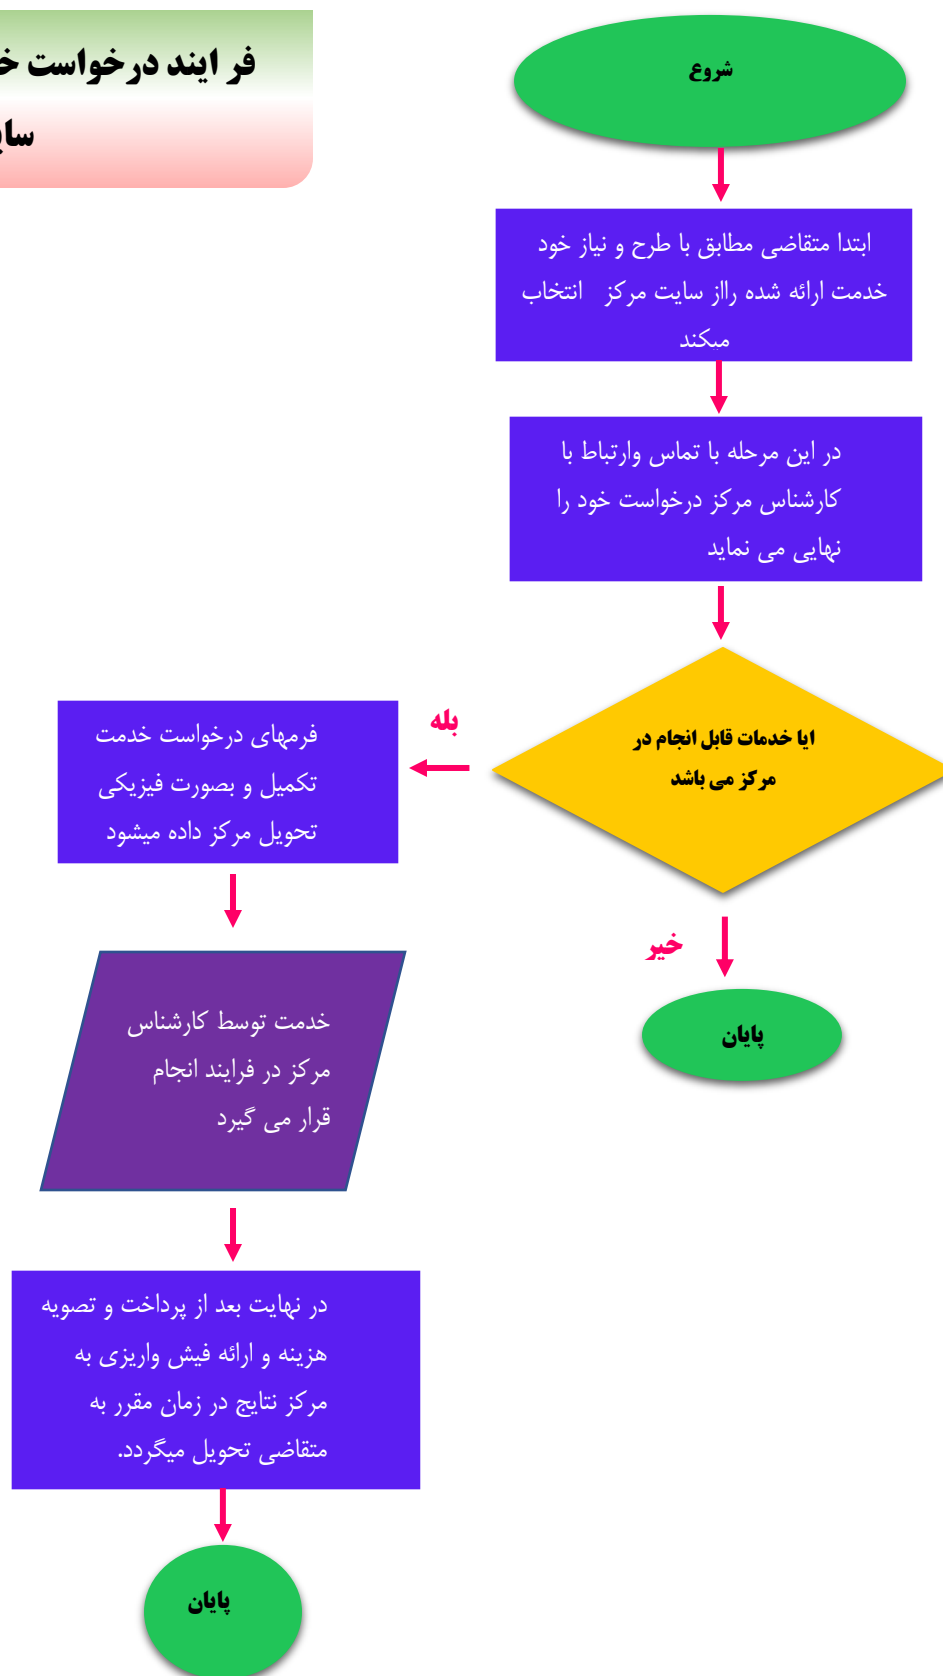 فر ايند درخواست
شروع
ابتدا متقاضی مطابق با طرح و نیاز خود
خدمت ارائه شده رااز سایت مرکز انتخاب
میکند
در این مرحله با تماس وارتباط با
کارشناس مرکز درخواست خود را
نهایی می نماید
ایا خدمات قابل انجام در
مرکز می باشد
بله
فرمهای درخواست خدمت
تکمیل و بصورت فیزیکی
تحویل مرکز داده میشود
خیر
پایان
خدمت توسط کارشناس
مرکز در فرایند انجام
قرار می گیرد
در نهایت بعد از پرداخت و تصویه
هزینه و ارائه فیش واریزی به
مرکز نتایج در زمان مقرر به
متقاضی تحویل میگردد.
پایان